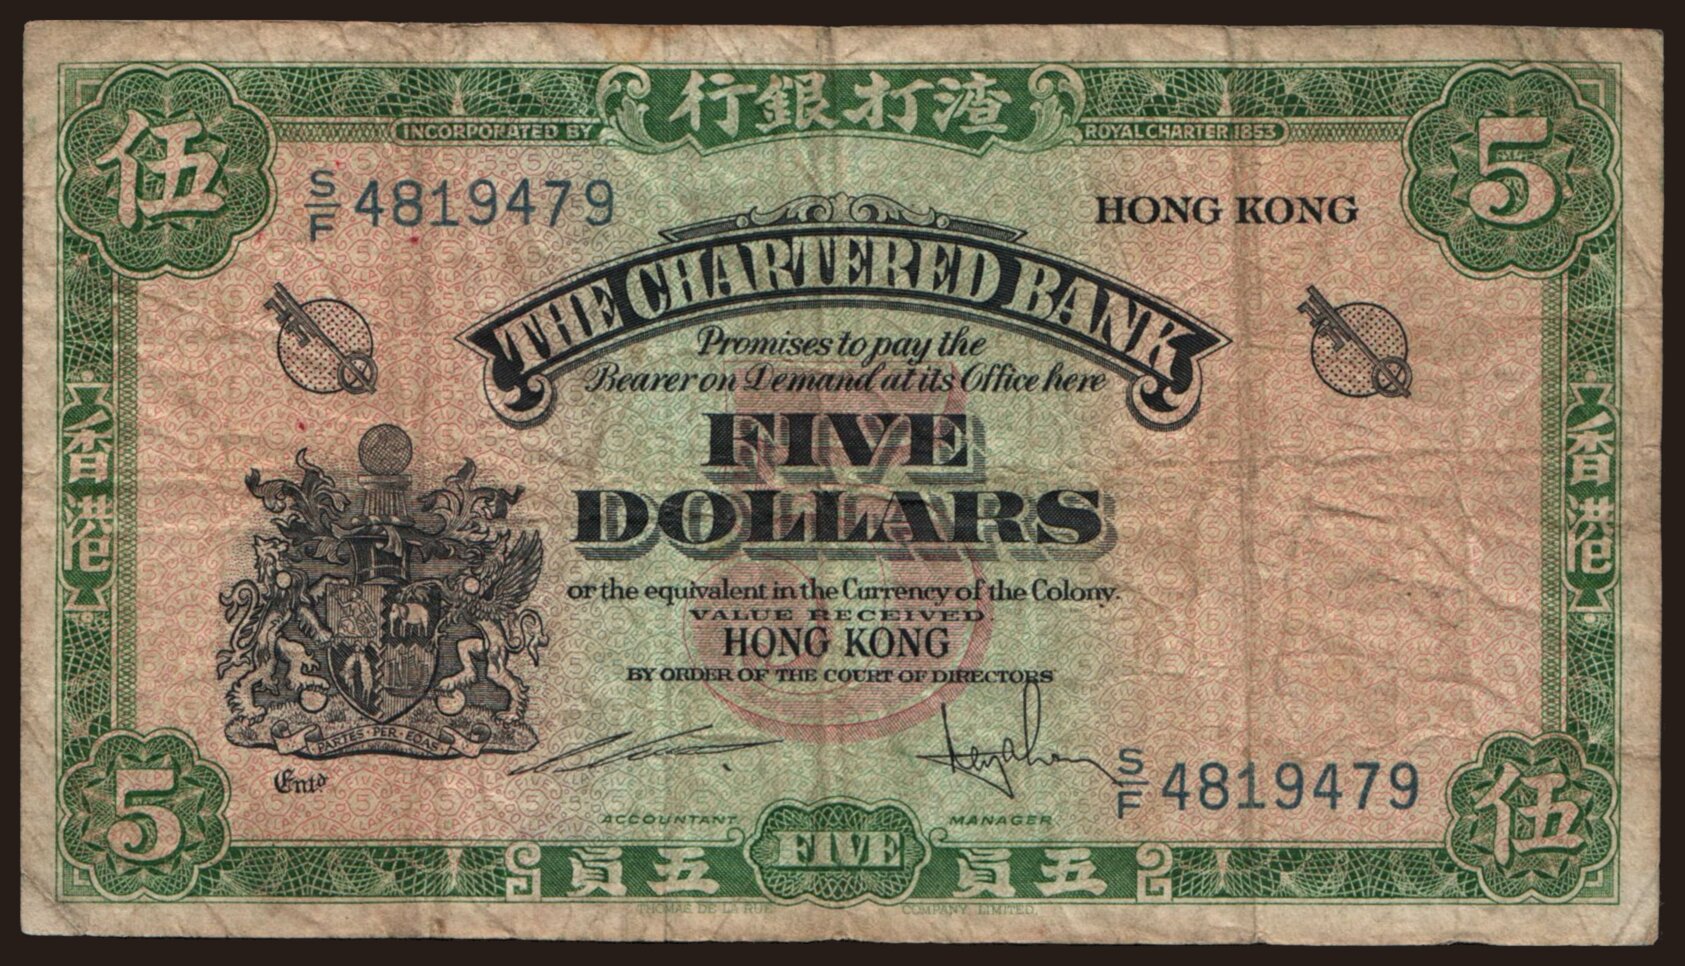 行銀打渣
INCORPORATED BY ROYAL CHARTER 1853
伍
5
S/F 4819479
HONG KONG
THE CHARTERED BANK
Promises to pay the
Bearer on Demand at its Office here
FIVE
DOLLARS
香港
香港
or the equivalent in the Currency of the Colony.
VALUE RECEIVED
HONG KONG
BY ORDER OF THE COURT OF DIRECTORS
PARTES·PER·EOAS
Entd
S/F 4819479
ACCOUNTANT
MANAGER
5
員五
FIVE
員五
伍
THOMAS DE LA RUE COMPANY, LIMITED.